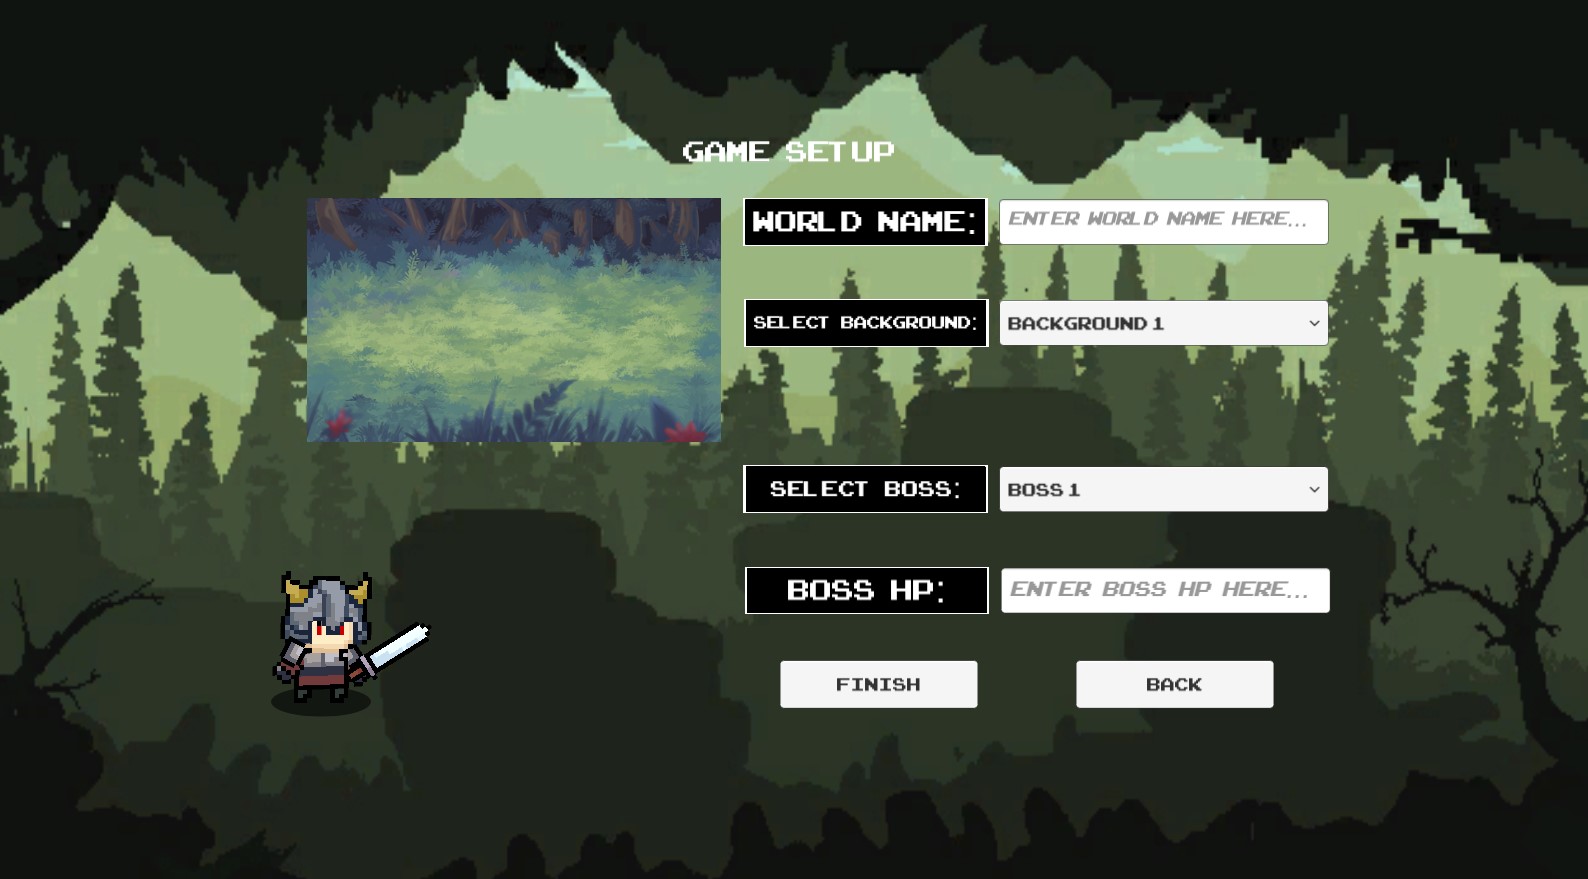 GAME SETUP
WORLD NAME: ENTER WORLD NAME HERE...
SELECT BACKGROUND: BACKGROUND 1
SELECT BOSS: BOSS 1
BOSS HP: ENTER BOSS HP HERE...
FINISH BACK